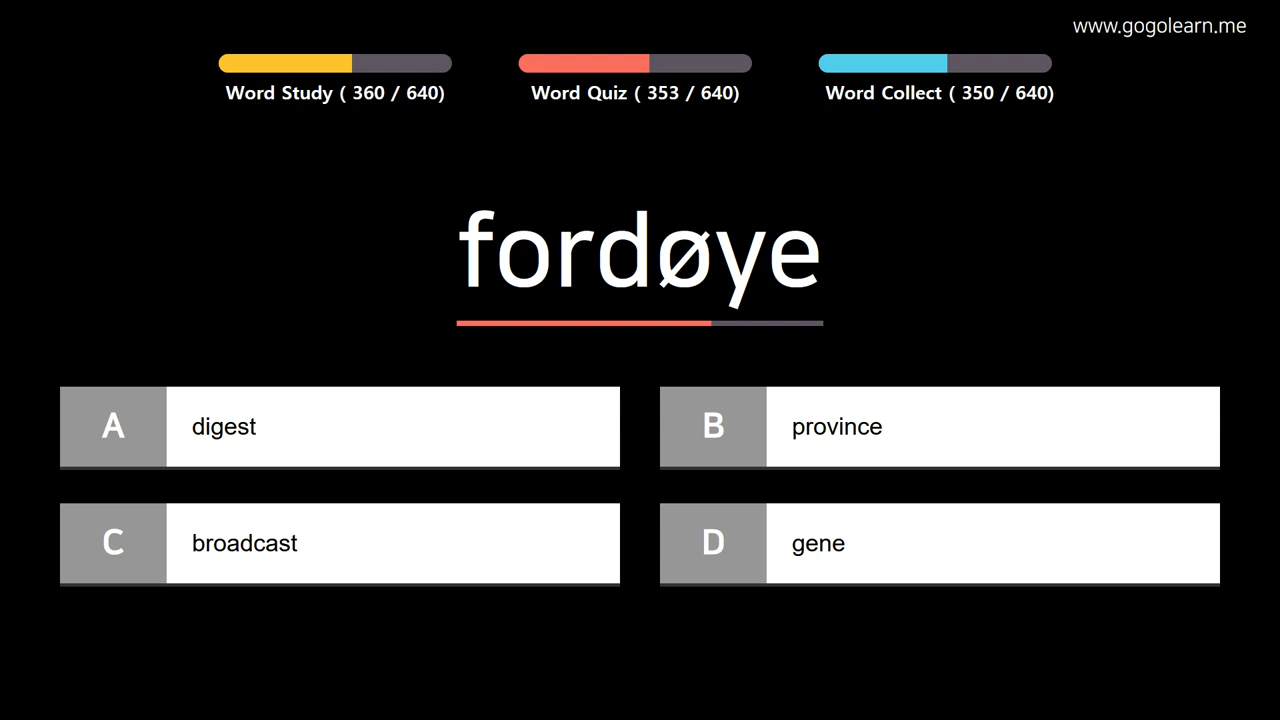 www.gogolearn.me
Word Study ( 360 / 640)
Word Quiz ( 353 / 640)
Word Collect ( 350 / 640)
fordøye
A digest
B province
C broadcast
D gene